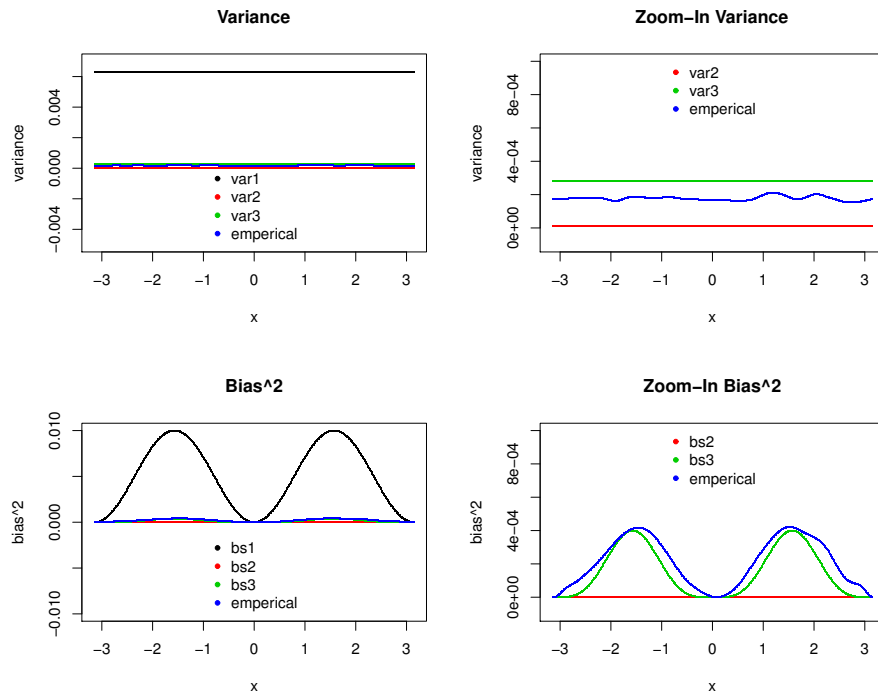 Variance
variance
0.004
0.000
−0.004
var1
var2
var3
emperical
−3 −2 −1 0 1 2 3
x
Zoom−In Variance
variance
8e−04
4e−04
0e+00
var2
var3
emperical
−3 −2 −1 0 1 2 3
x
Bias^2
bias^2
0.010
0.000
−0.010
bs1
bs2
bs3
emperical
−3 −2 −1 0 1 2 3
x
Zoom−In Bias^2
bias^2
8e−04
4e−04
0e+00
bs2
bs3
emperical
−3 −2 −1 0 1 2 3
x